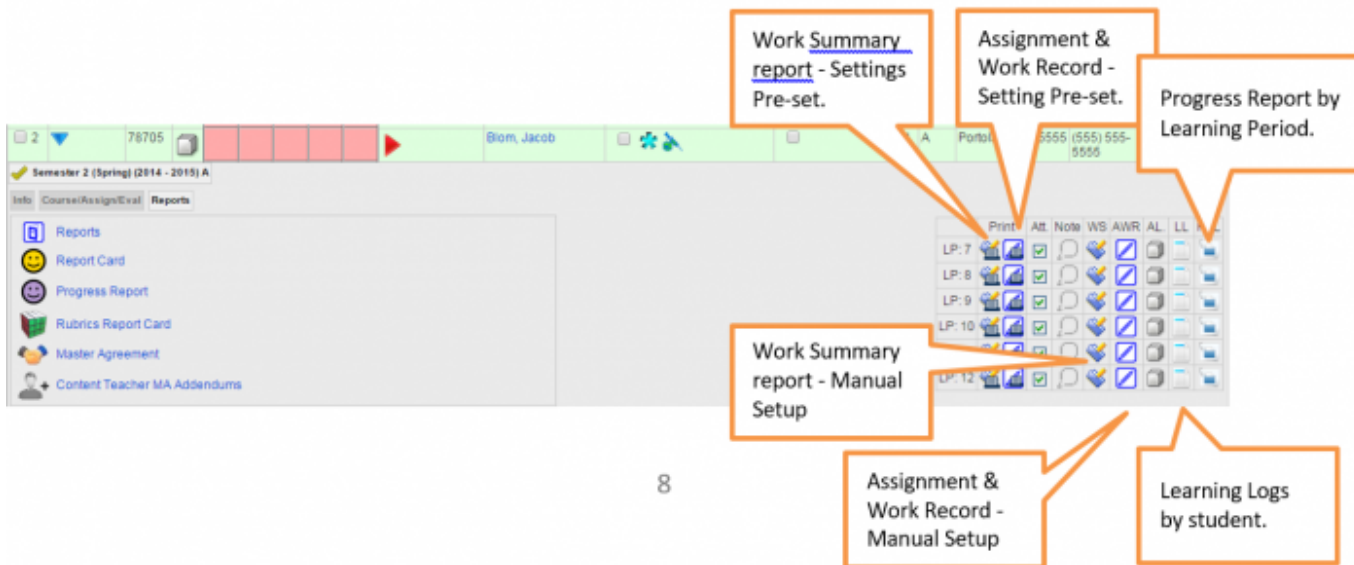 Work Summary
report - Settings
Pre-set.
Assignment &
Work Record -
Setting Pre-set.
Progress Report by
Learning Period.
2 78705 Blom, Jacob A 5555 (555) 555-
5555
Semester 2 (Spring) (2014 - 2015) A
Info Course/Assign/Eval Reports
Reports
Report Card
Progress Report
Rubrics Report Card
Master Agreement
Content Teacher MA Addendums
Print Att. Note WS AWR AL LL
LP: 7
LP: 8
LP: 9
LP: 10
LP: 12
Work Summary
report - Manual
Setup
Assignment &
Work Record -
Manual Setup
Learning Logs
by student.
8